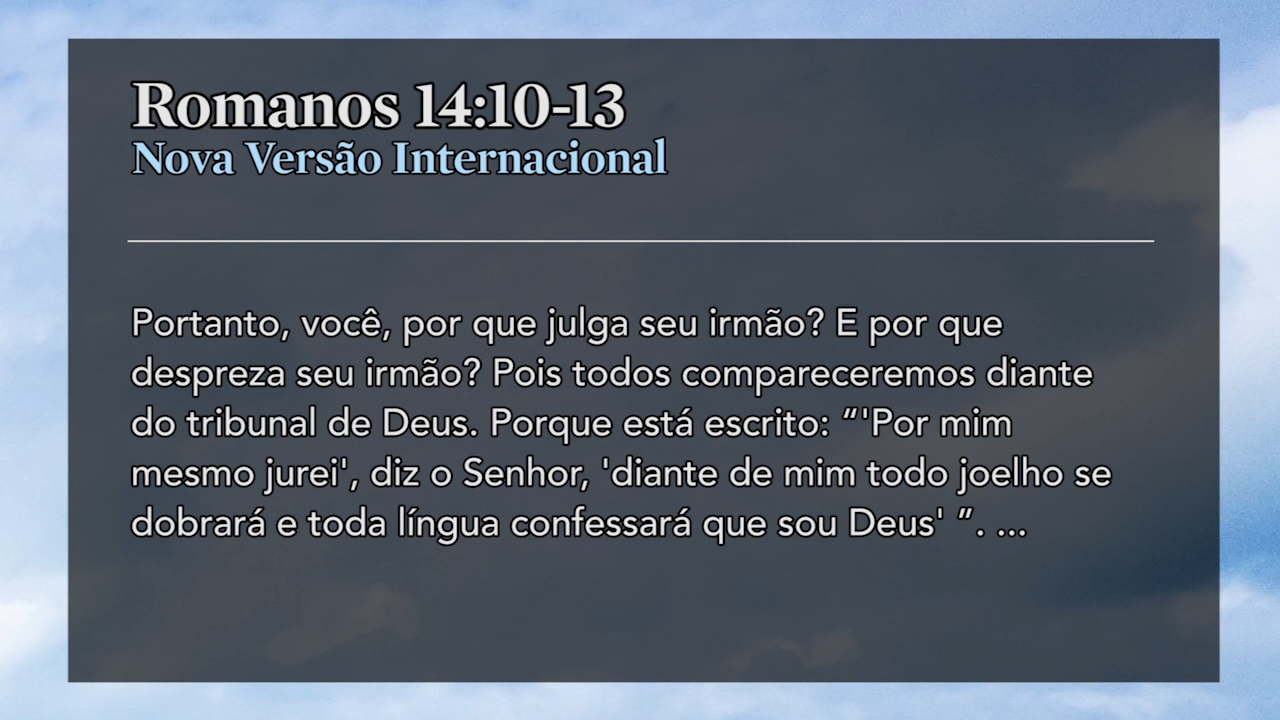 Romanos 14:10-13
Nova Versão Internacional
Portanto, você, por que julga seu irmão? E por que
despreza seu irmão? Pois todos compareceremos diante
do tribunal de Deus. Porque está escrito: “'Por mim
mesmo jurei', diz o Senhor, 'diante de mim todo joelho se
dobrará e toda língua confessará que sou Deus' ”. ...